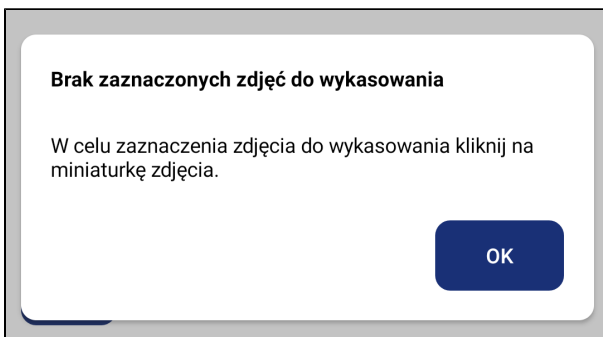 Brak zaznaczonych zdjęć do wykasowania
W celu zaznaczenia zdjęcia do wykasowania kliknij na
miniaturkę zdjęcia.
OK